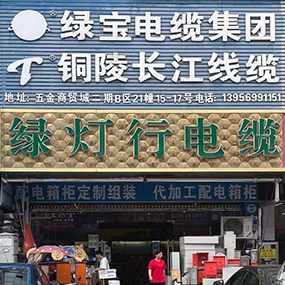 绿宝电缆集团
铜陵长江线缆
地址: 五金商贸城二期B区21幢15-17号电话: 13956991151
绿灯行电缆
配电箱柜定制组装 代加工配电箱柜